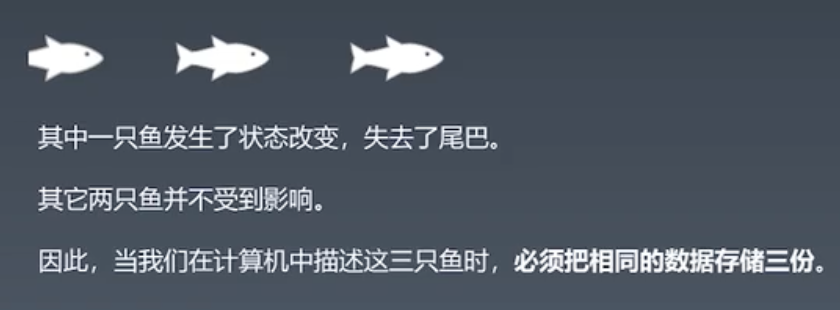 其中一只鱼发生了状态改变，失去了尾巴。
其它两只鱼并不受到影响。
因此，当我们在计算机中描述这三只鱼时，必须把相同的数据存储三份。